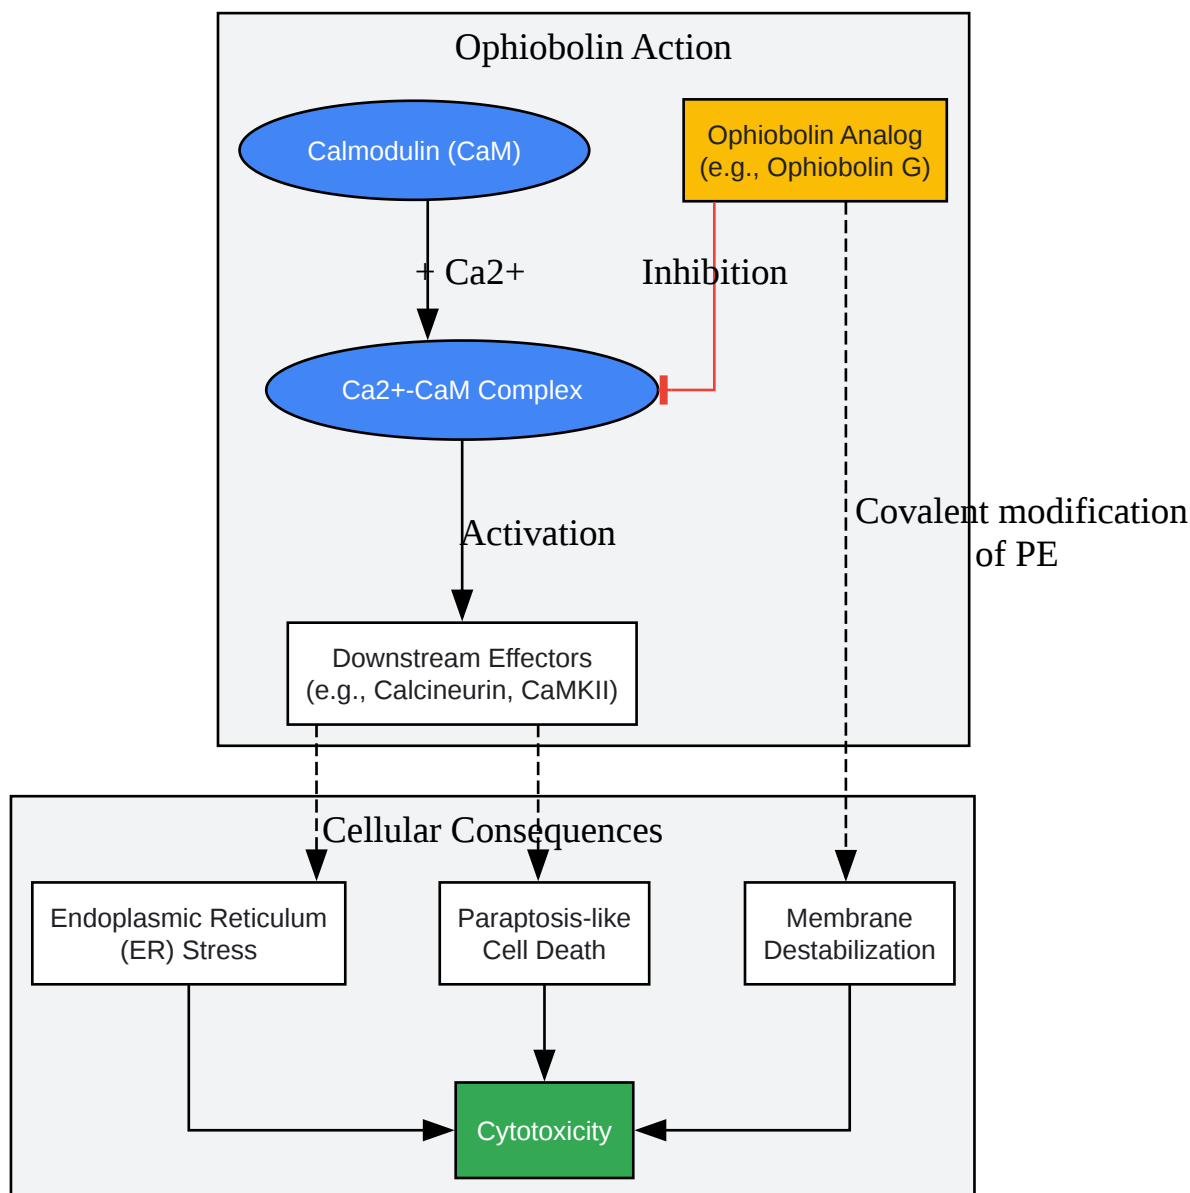 Ophiobolin Action
Calmodulin (CaM)
Ophiobolin Analog
(e.g., Ophiobolin G)
+ Ca2+
Inhibition
Ca2+-CaM Complex
Activation
Covalent modification
of PE
Downstream Effectors
(e.g., Calcineurin, CaMKII)
Cellular Consequences
Endoplasmic Reticulum
(ER) Stress
Paraptosis-like
Cell Death
Membrane
Destabilization
Cytotoxicity